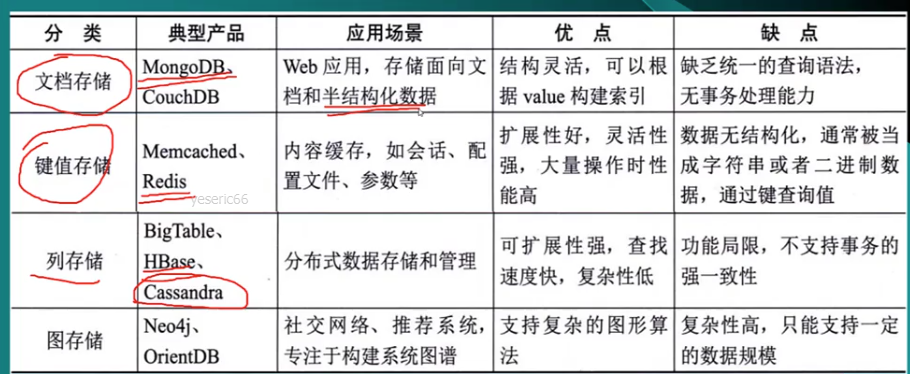 分 类 典型产品 应用场景 优 点 缺 点
文档存储 MongoDB、 Web 应用，存储面向文 结构灵活，可以根 缺乏统一的查询语法，
CouchDB 档和半结构化数据 据 value 构建索引 无事务处理能力
键值存储 Memcached、 内容缓存，如会话、配 扩展性好，灵活性 数据无结构化，通常被当
Redis 置文件、参数等 强，大量操作时性 成字符串或者二进制数
能高 据，通过键查询值
yeseric66
列存储 BigTable、 分布式数据存储和管理 可扩展性强，查找 功能局限，不支持事务的
HBase、 速度快，复杂性低 强一致性
Cassandra
图存储 Neo4j、 社交网络、推荐系统， 支持复杂的图形算 复杂性高，只能支持一定
OrientDB 专注于构建系统图谱 法 的数据规模